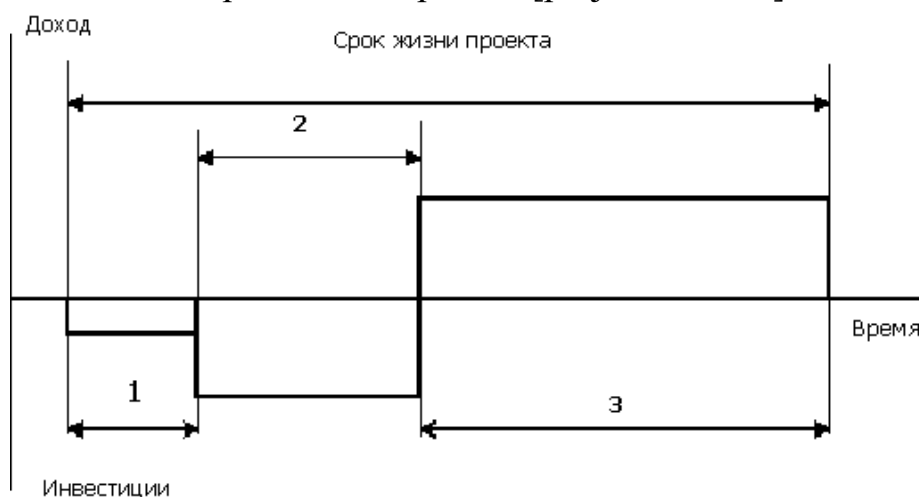 Доход
Срок жизни проекта
2
Время
1
3
Инвестиции